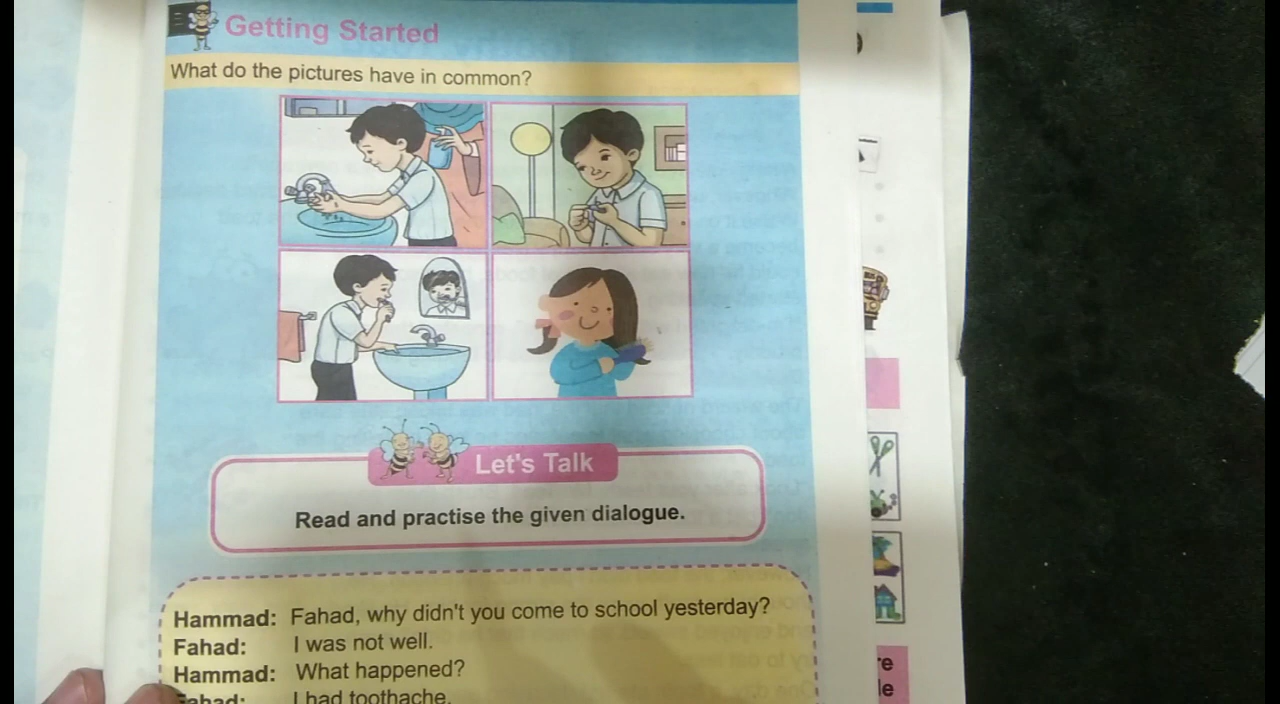 Getting Started
What do the pictures have in common?
Let's Talk
Read and practise the given dialogue.
Hammad: Fahad, why didn't you come to school yesterday?
Fahad: I was not well.
Hammad: What happened?
Fahad: I had toothache.